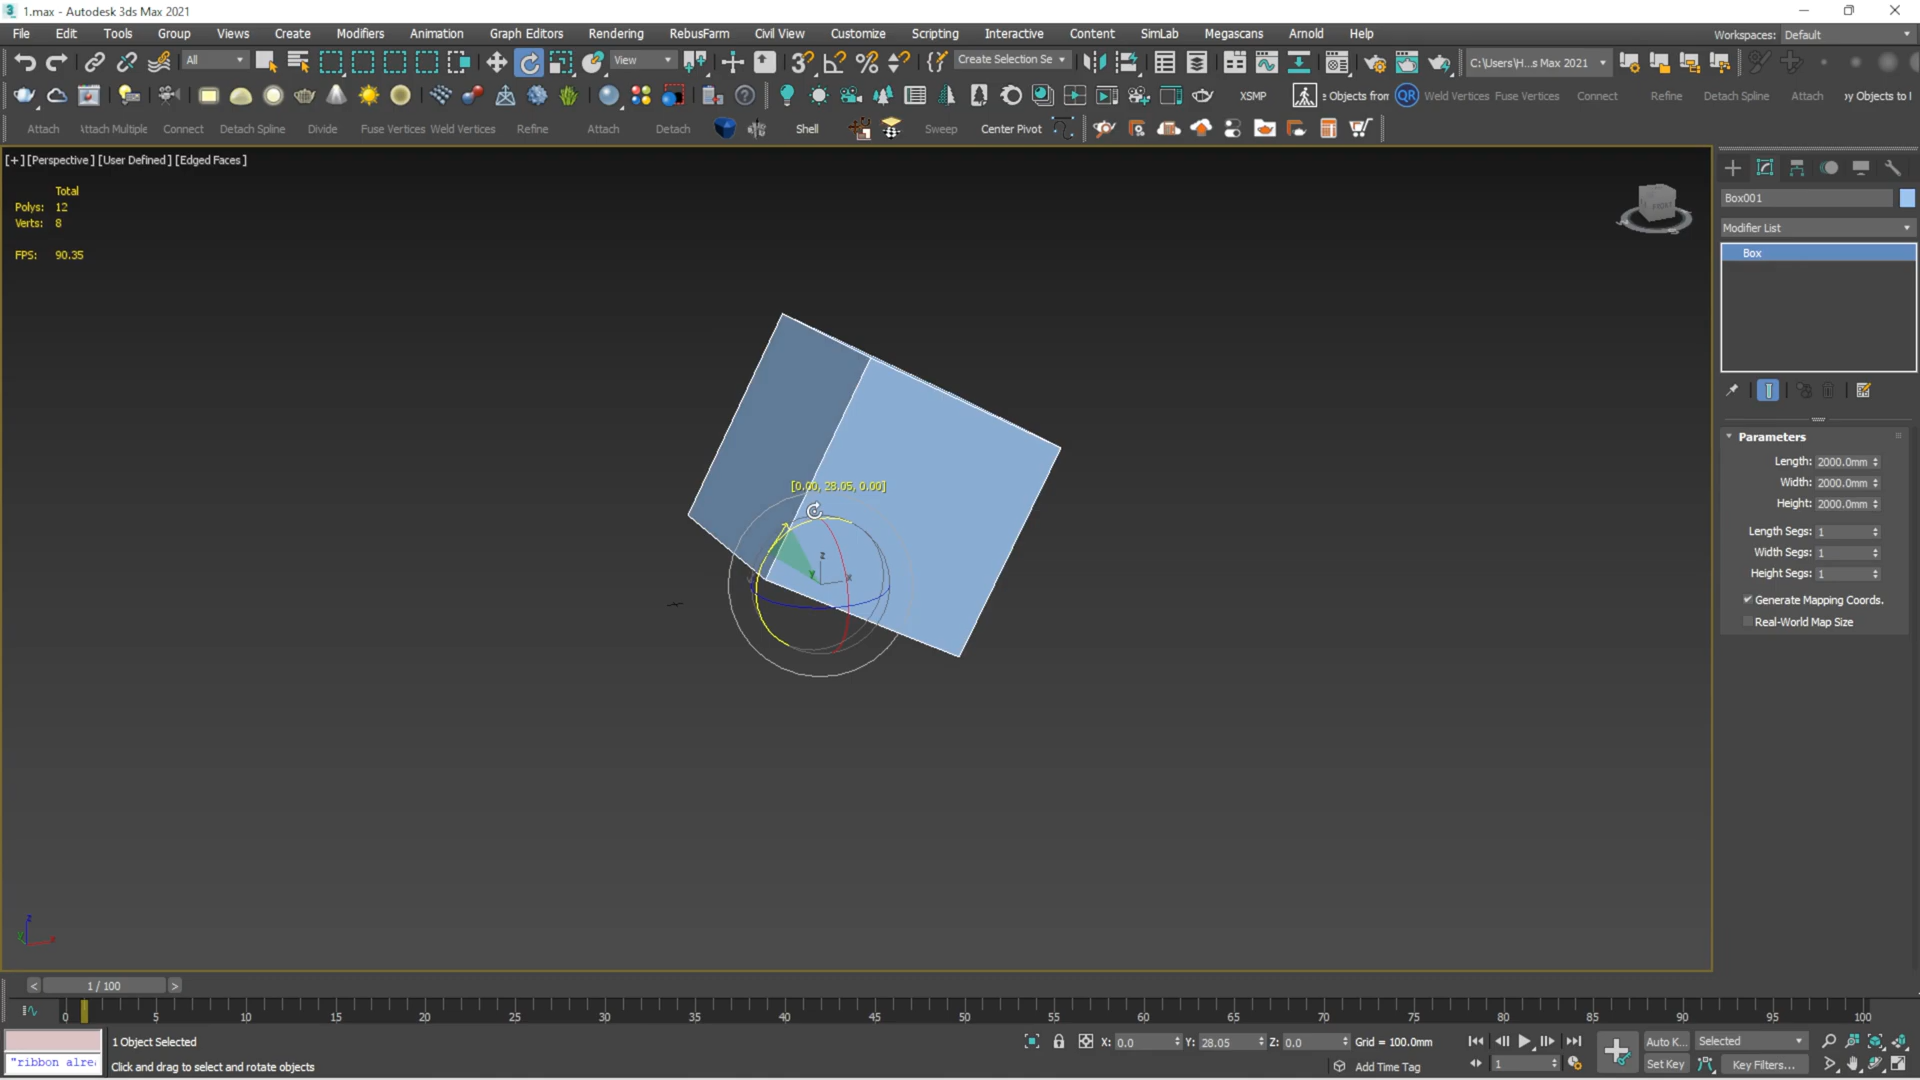 1.max - Autodesk 3ds Max 2021
File Edit Tools Group Views Create Modifiers Animation Graph Editors Rendering RebusFarm Civil View Customize Scripting Interactive Content SimLab Megascans Arnold Help
Workspaces: Default
All View Create Selection Se C:\Users\H...s Max 2021
XSMP e Objects from QR Weld Vertices Fuse Vertices Connect Refine Detach Spline Attach by Objects to l
Attach Attach Multiple Connect Detach Spline Divide Fuse Vertices Weld Vertices Refine Attach Detach Shell Sweep Center Pivot
[+] [Perspective] [User Defined] [Edged Faces]
Total
Polys: 12
Verts: 8
FPS: 90.35
FRONT
[0.00, 28.05, 0.00]
z
y
x
z
y
x
Box001
Modifier List
Box
Parameters
Length: 2000.0mm
Width: 2000.0mm
Height: 2000.0mm
Length Segs: 1
Width Segs: 1
Height Segs: 1
Generate Mapping Coords.
Real-World Map Size
< 1 / 100 >
0 5 10 15 20 25 30 35 40 45 50 55 60 65 70 75 80 85 90 95 100
1 Object Selected
X: 0.0 Y: 28.05 Z: 0.0 Grid = 100.0mm
Auto K... Selected
"ribbon alre
Click and drag to select and rotate objects
Add Time Tag
1
Set Key Key Filters...